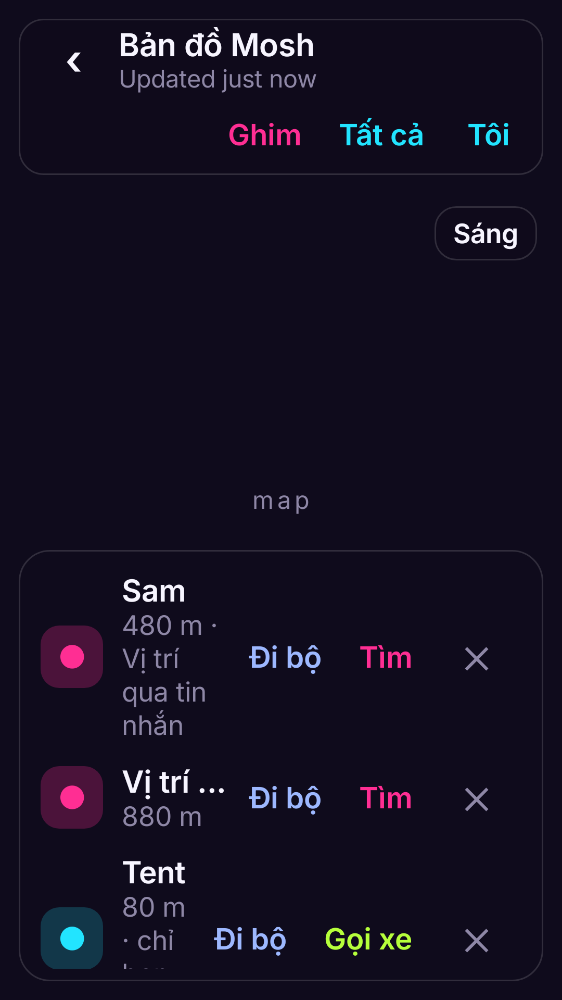 Bản đồ Mosh
Updated just now
Ghim Tất cả Tôi
Sáng
map
Sam
480 m ·
Vị trí
qua tin
nhắn
Đi bộ Tìm
Vị trí ...
880 m
Đi bộ Tìm
Tent
80 m
· chỉ
Đi bộ Gọi xe